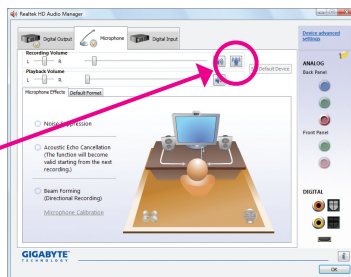 Realtek HD Audio Manager
Digital Output
Microphone
Digital Input
Device advanced
settings
Recording Volume
L
R
Default Device
ANALOG
Back Panel
Playback Volume
L
R
Microphone Effects
Default Format
Noise Suppression
Acoustic Echo Cancellation
(The function will become
valid starting from the next
recording.)
Beam Forming
(Directional Recording)
Microphone Calibration
Front Panel
DIGITAL
GIGABYTE
TECHNOLOGY
OK